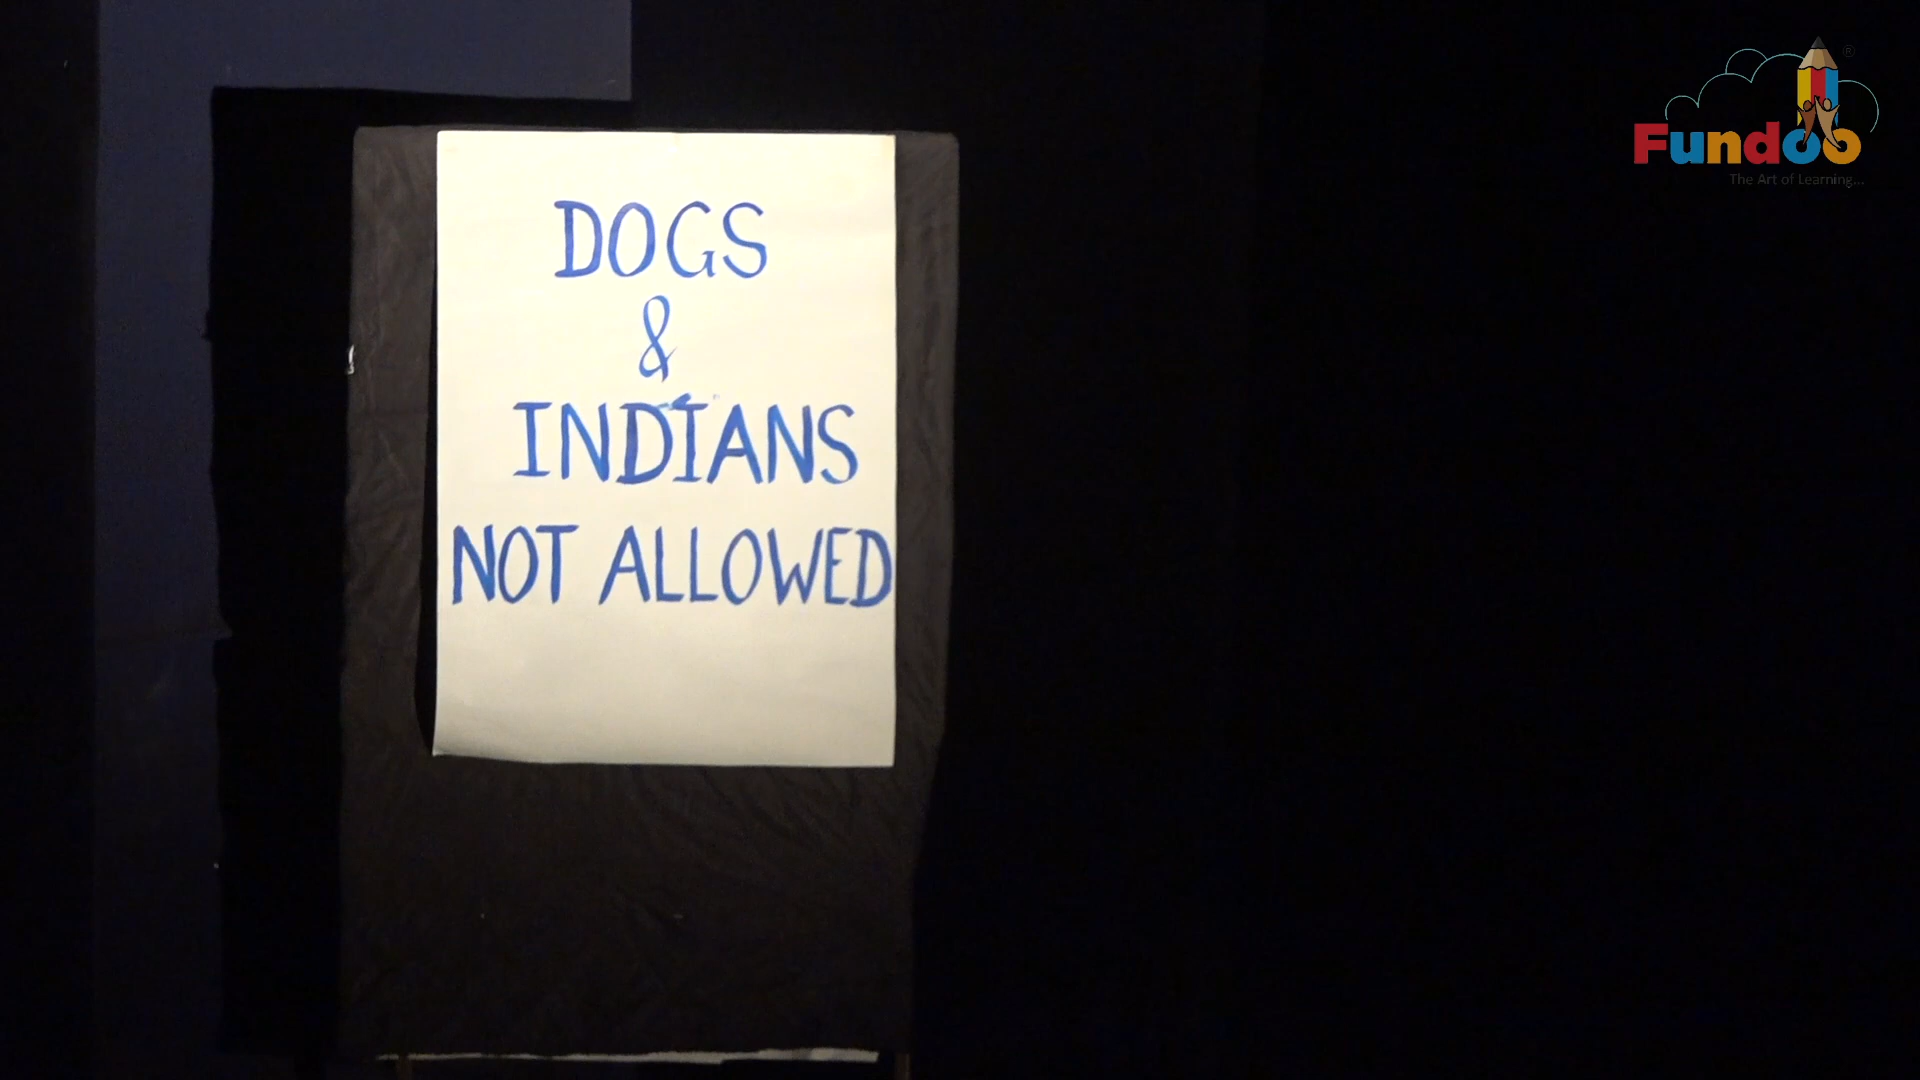 DOGS
&
INDIANS
NOT ALLOWED
Fundoo
®
The Art of Learning...